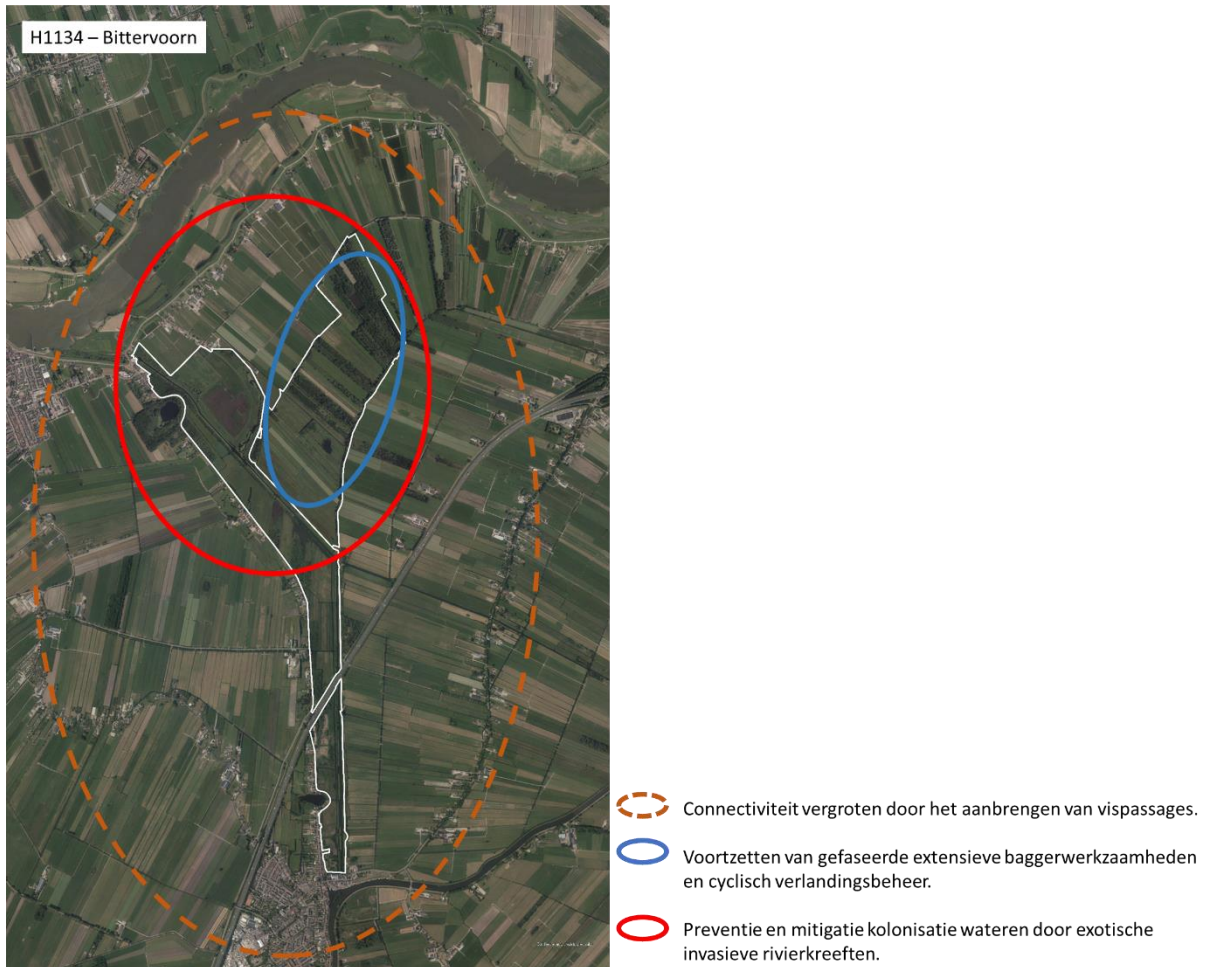 H1134 – Bittervoorn
Connectiviteit vergroten door het aanbrengen van vispassages.
Voortzetten van gefaseerde extensieve baggerwerkzaamheden
en cyclisch verlandingsbeheer.
Preventie en mitigatie kolonisatie wateren door exotische
invasieve rivierkreeften.